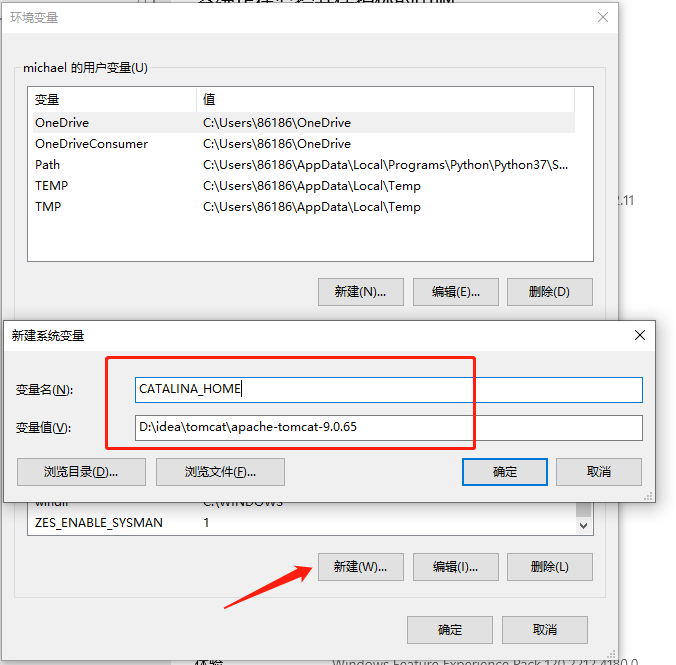 环境变量
michael 的用户变量(U)
变量 值
OneDrive C:\Users\86186\OneDrive
OneDriveConsumer C:\Users\86186\OneDrive
Path C:\Users\86186\AppData\Local\Programs\Python\Python37\S...
TEMP C:\Users\86186\AppData\Local\Temp
TMP C:\Users\86186\AppData\Local\Temp
2.11
新建(N)... 编辑(E)... 删除(D)
新建系统变量
变量名(N): CATALINA_HOME
变量值(V): D:\idea\tomcat\apache-tomcat-9.0.65
浏览目录(D)... 浏览文件(F)... 确定 取消
windir C:\WINDOWS
ZES_ENABLE_SYSMAN 1
新建(W)... 编辑(I)... 删除(L)
确定 取消
体验 Windows Feature Experience Pack 120.2212.4180.0